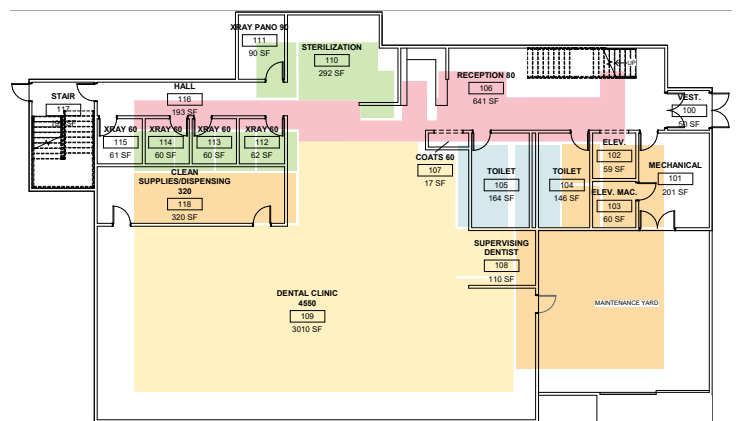 XRAY PANO 90
111
90 SF
STERILIZATION
110
292 SF
RECEPTION 80
106
641 SF
UP
HALL
116
193 SF
STAIR
117
VEST.
100
50 SF
XRAY 60
115
61 SF
XRAY 60
114
60 SF
XRAY 60
113
60 SF
XRAY 60
112
62 SF
COATS 60
107
17 SF
TOILET
105
164 SF
TOILET
104
146 SF
ELEV.
102
59 SF
MECHANICAL
101
201 SF
ELEV. MAC.
103
60 SF
CLEAN
SUPPLIES/DISPENSING
320
118
320 SF
SUPERVISING
DENTIST
108
110 SF
DENTAL CLINIC
4550
109
3010 SF
MAINTENANCE YARD